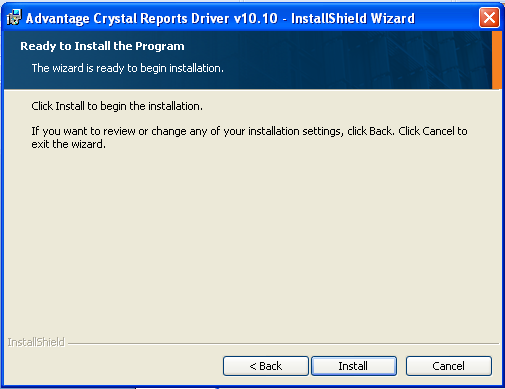 Advantage Crystal Reports Driver v10.10 - InstallShield Wizard
Ready to Install the Program
The wizard is ready to begin installation.
Click Install to begin the installation.
If you want to review or change any of your installation settings, click Back. Click Cancel to
exit the wizard.
InstallShield
< Back Install Cancel